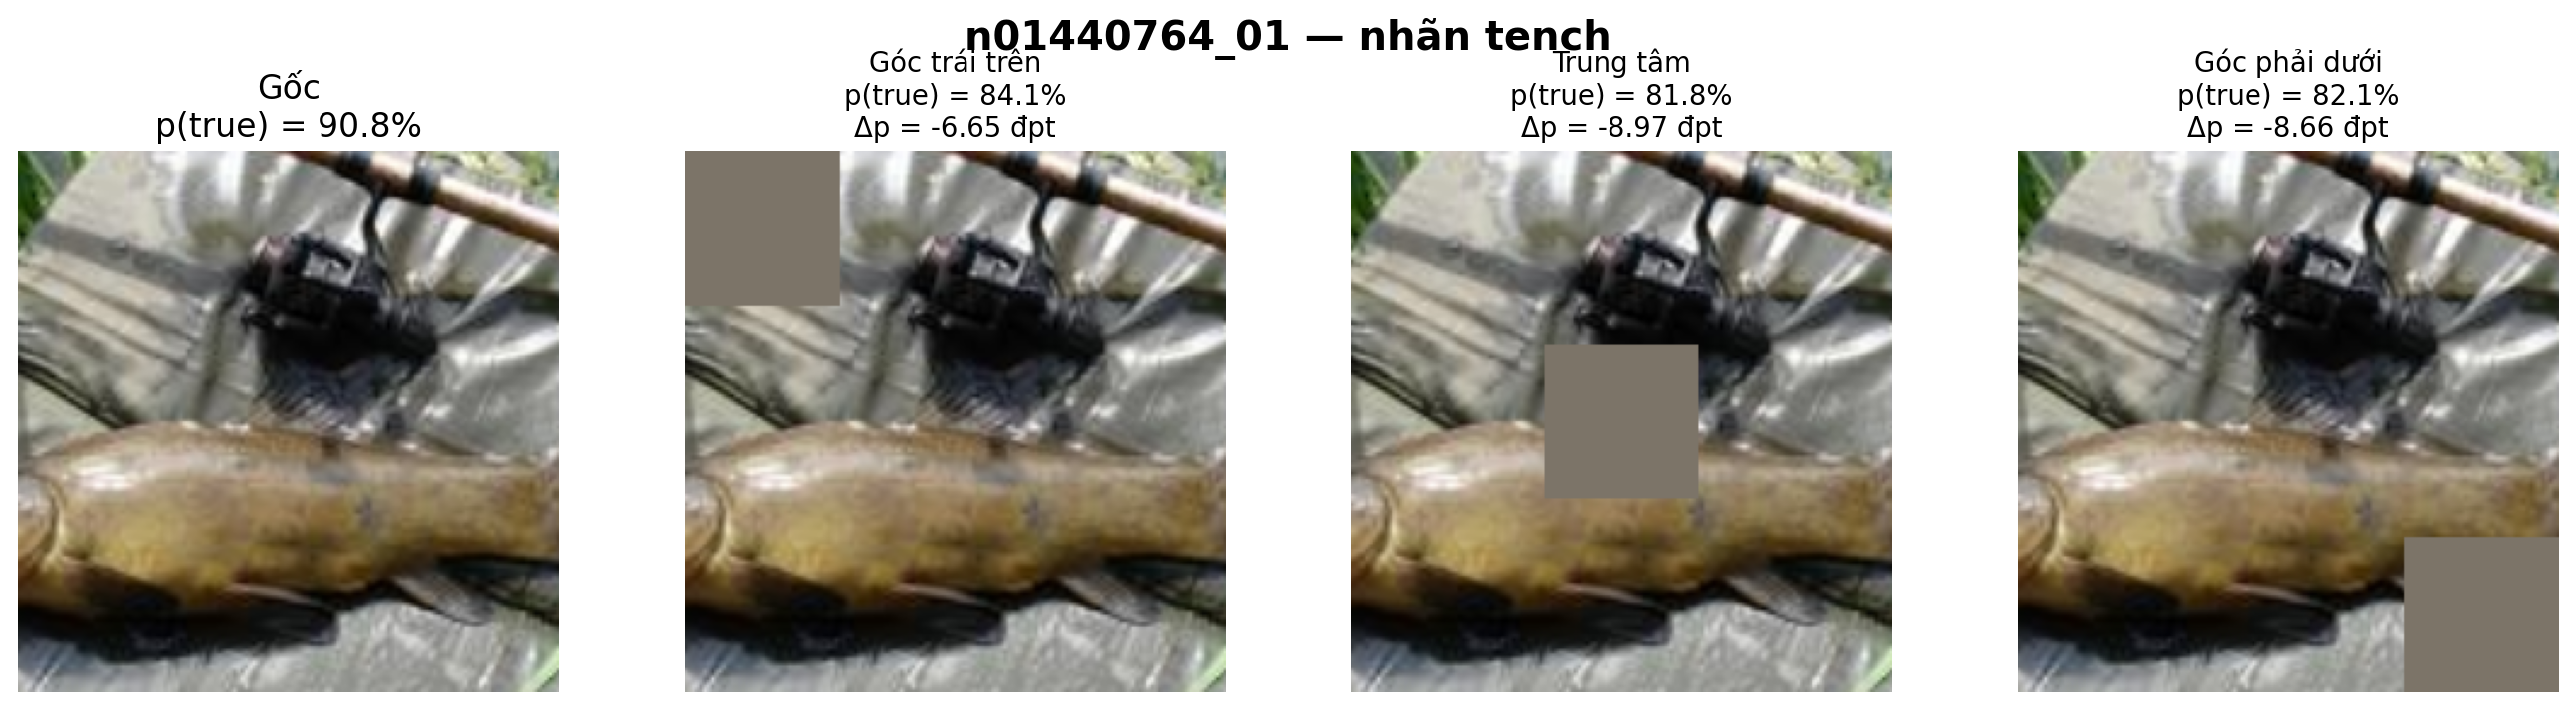 n01440764_01 — nhãn tench
Gốc
p(true) = 90.8%
Góc trái trên
p(true) = 84.1%
Δp = -6.65 đpt
Trung tâm
p(true) = 81.8%
Δp = -8.97 đpt
Góc phải dưới
p(true) = 82.1%
Δp = -8.66 đpt